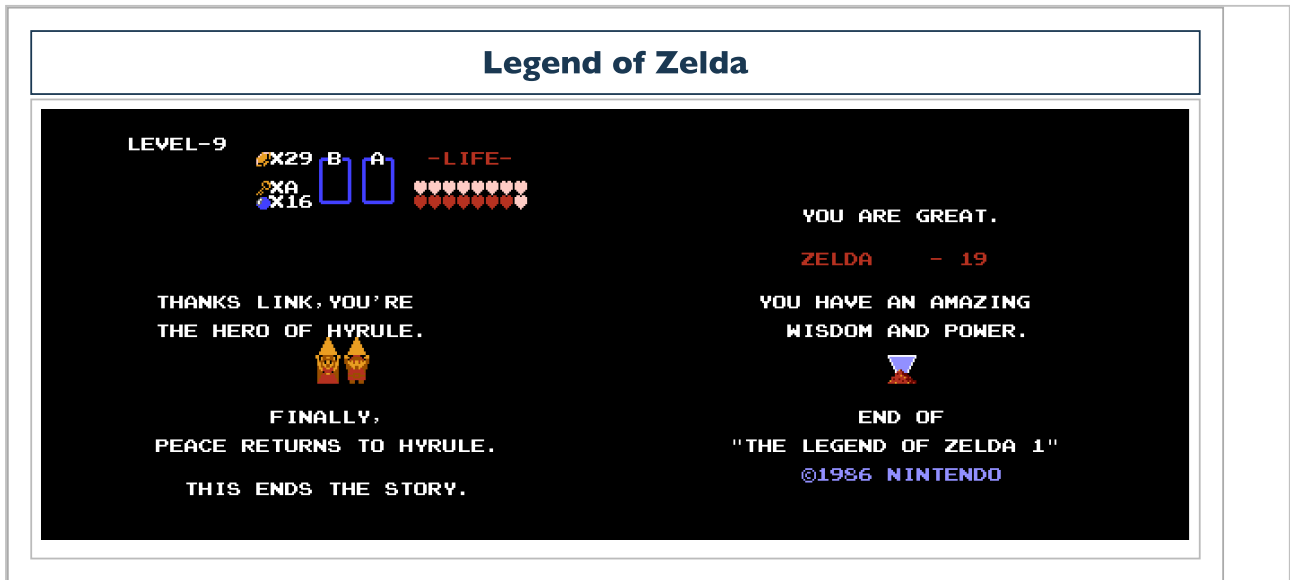 Legend of Zelda
LEVEL-9
X29 B A -LIFE-
XA
X16
THANKS LINK,YOU'RE
THE HERO OF HYRULE.
FINALLY,
PEACE RETURNS TO HYRULE.
THIS ENDS THE STORY.
YOU ARE GREAT.
ZELDA - 19
YOU HAVE AN AMAZING
WISDOM AND POWER.
END OF
"THE LEGEND OF ZELDA 1"
©1986 NINTENDO